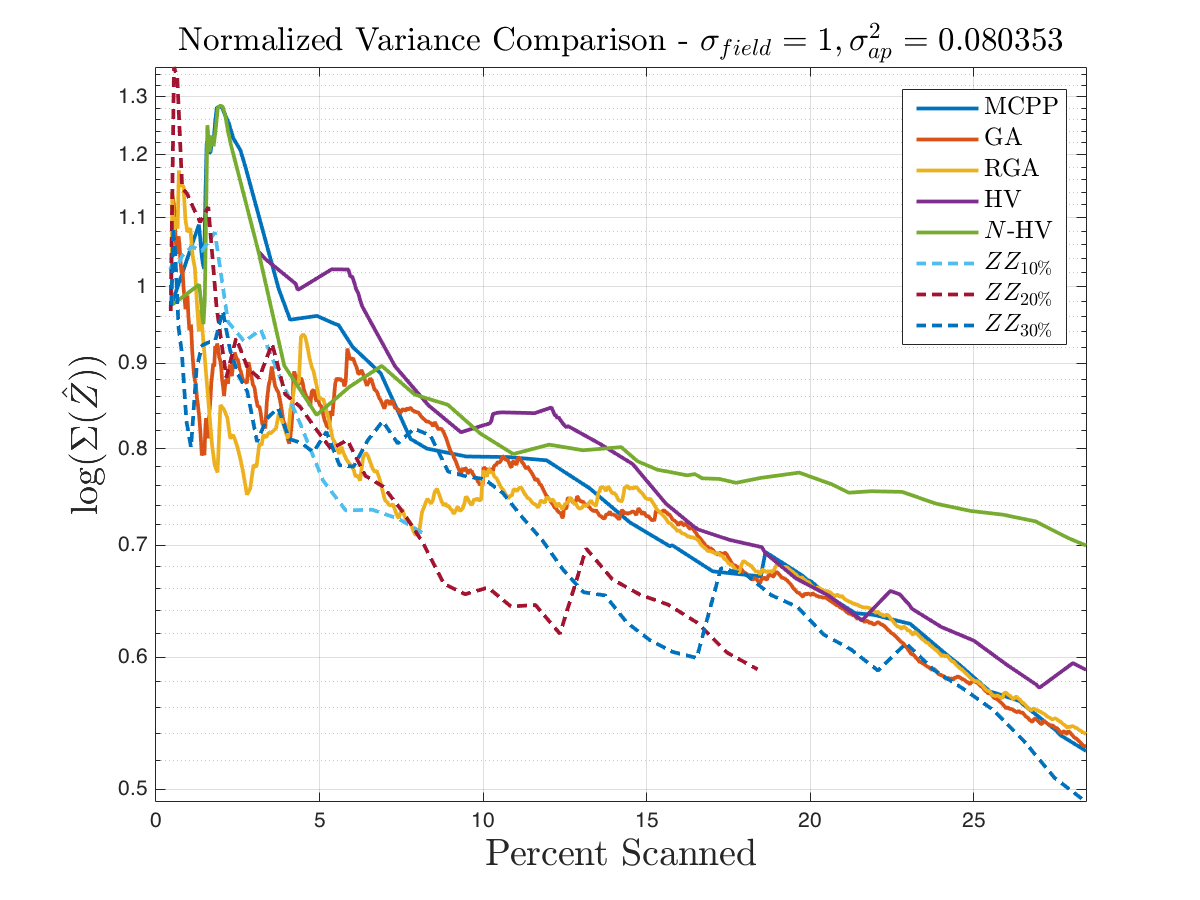 Normalized Variance Comparison - σ_field = 1, σ²_ap = 0.080353
log(Σ(Ẑ))
1.3
1.2
1.1
1
0.9
0.8
0.7
0.6
0.5
MCPP
GA
RGA
HV
N-HV
ZZ_10%
ZZ_20%
ZZ_30%
0 5 10 15 20 25
Percent Scanned